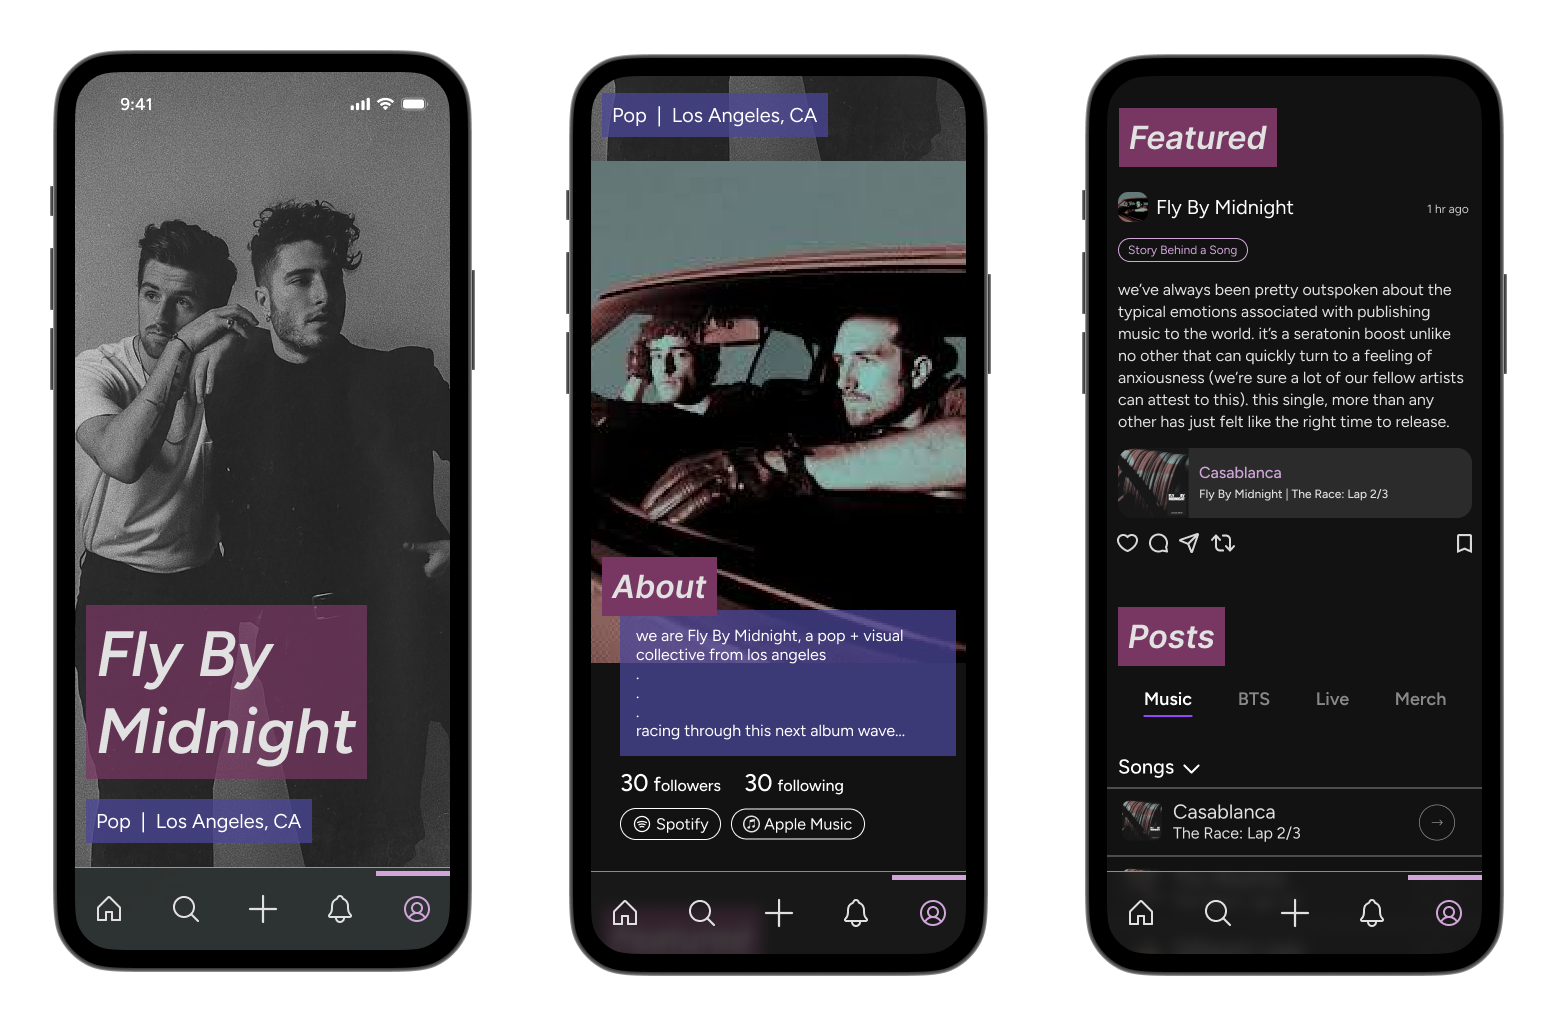 9:41
Fly By
Midnight
Pop | Los Angeles, CA
Pop | Los Angeles, CA
About
we are Fly By Midnight, a pop + visual
collective from los angeles
.
.
.
racing through this next album wave...
30 followers 30 following
Spotify Apple Music
Featured
Fly By Midnight 1 hr ago
Story Behind a Song
we've always been pretty outspoken about the
typical emotions associated with publishing
music to the world. it's a seratonin boost unlike
no other that can quickly turn to a feeling of
anxiousness (we're sure a lot of our fellow artists
can attest to this). this single, more than any
other has just felt like the right time to release.
Casablanca
Fly By Midnight | The Race: Lap 2/3
Posts
Music BTS Live Merch
Songs
Casablanca
The Race: Lap 2/3